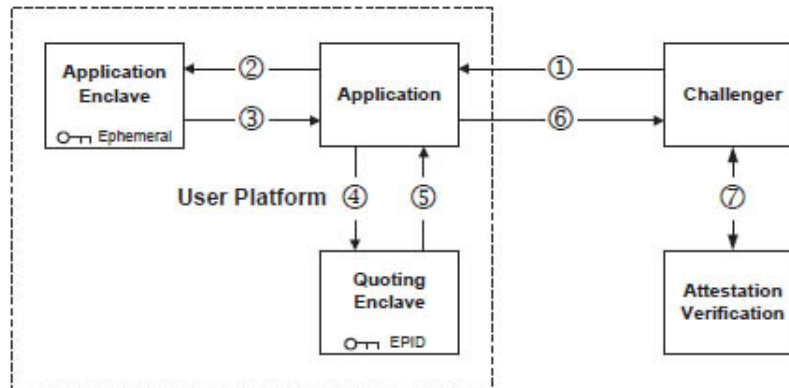 Application
Enclave
Ephemeral
②
③
Application
①
⑥
Challenger
User Platform
④
⑤
⑦
Quoting
Enclave
EPID
Attestation
Verification